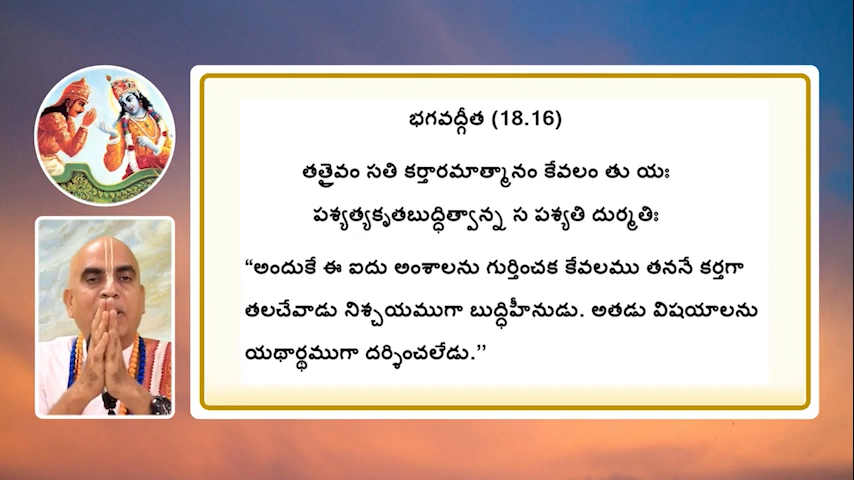 భగవద్గీత (18.16)
తత్రైవం సతి కర్తారమాత్మానం కేవలం తు యః
పశ్యత్యకృతబుద్ధిత్వాన్న స పశ్యతి దుర్మతిః
“అందుకే ఈ ఐదు అంశాలను గుర్తించక కేవలము తననే కర్తగా
తలచేవాడు నిశ్చయముగా బుద్ధిహీనుడు. అతడు విషయాలను
యథార్థముగా దర్శించలేడు.’’